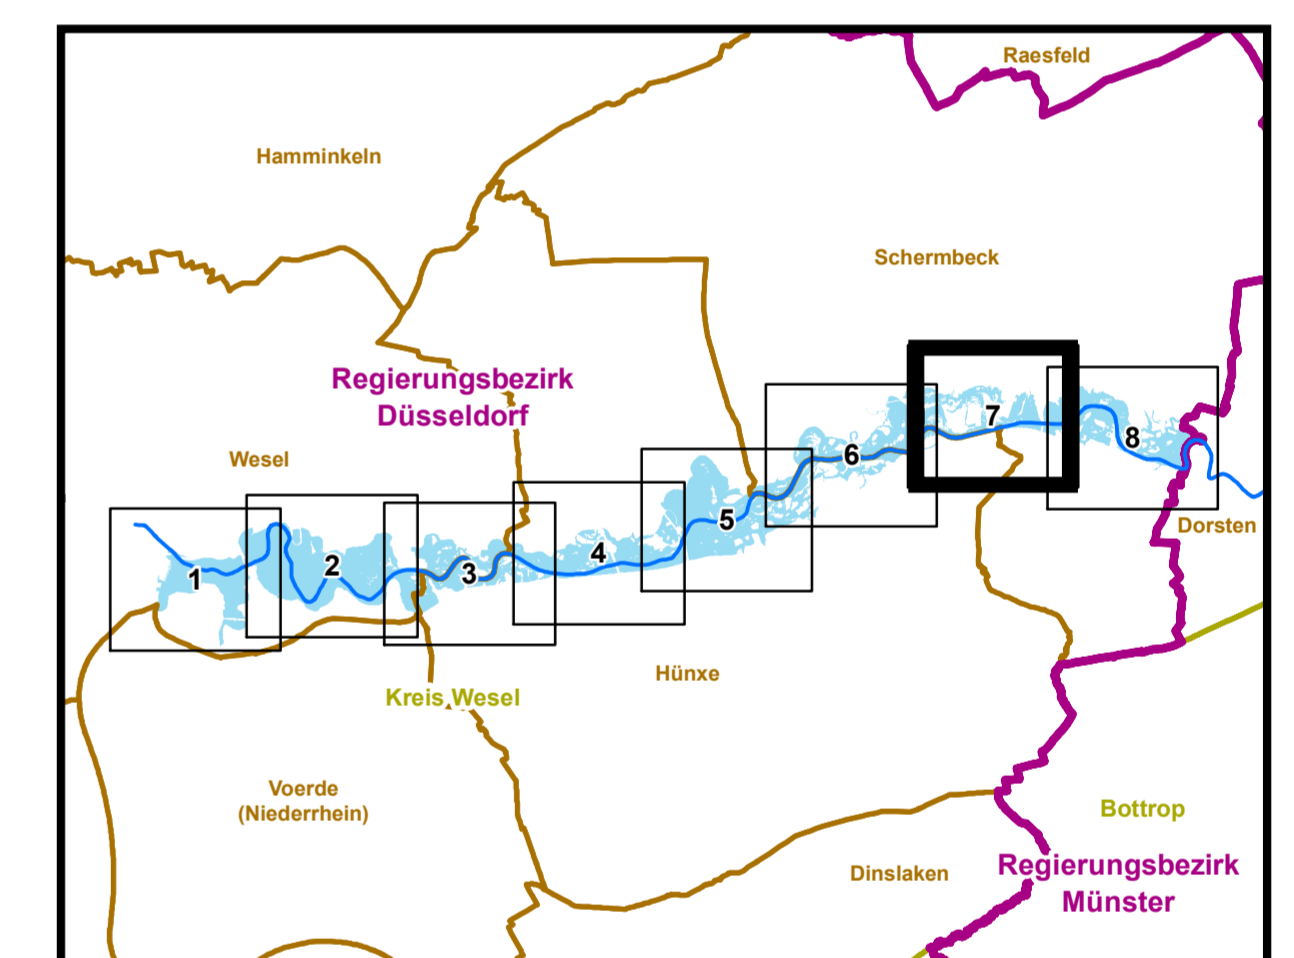 Raesfeld
Hamminkeln
Schermbeck
Regierungsbezirk
Düsseldorf
Wesel
7
8
6
5
4
3
2
1
Dorsten
Hünxe
Kreis Wesel
Voerde
(Niederrhein)
Bottrop
Dinslaken
Regierungsbezirk
Münster